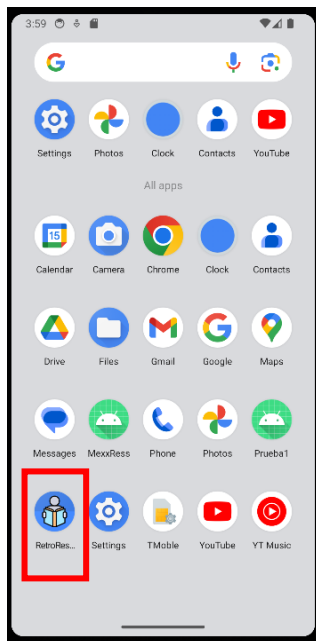 3:59
G
Settings Photos Clock Contacts YouTube
All apps
15
Calendar Camera Chrome Clock Contacts
G
Drive Files Gmail Google Maps
Messages MexxRess Phone Photos Prueba1
RetroRes... Settings TMoble YouTube YT Music